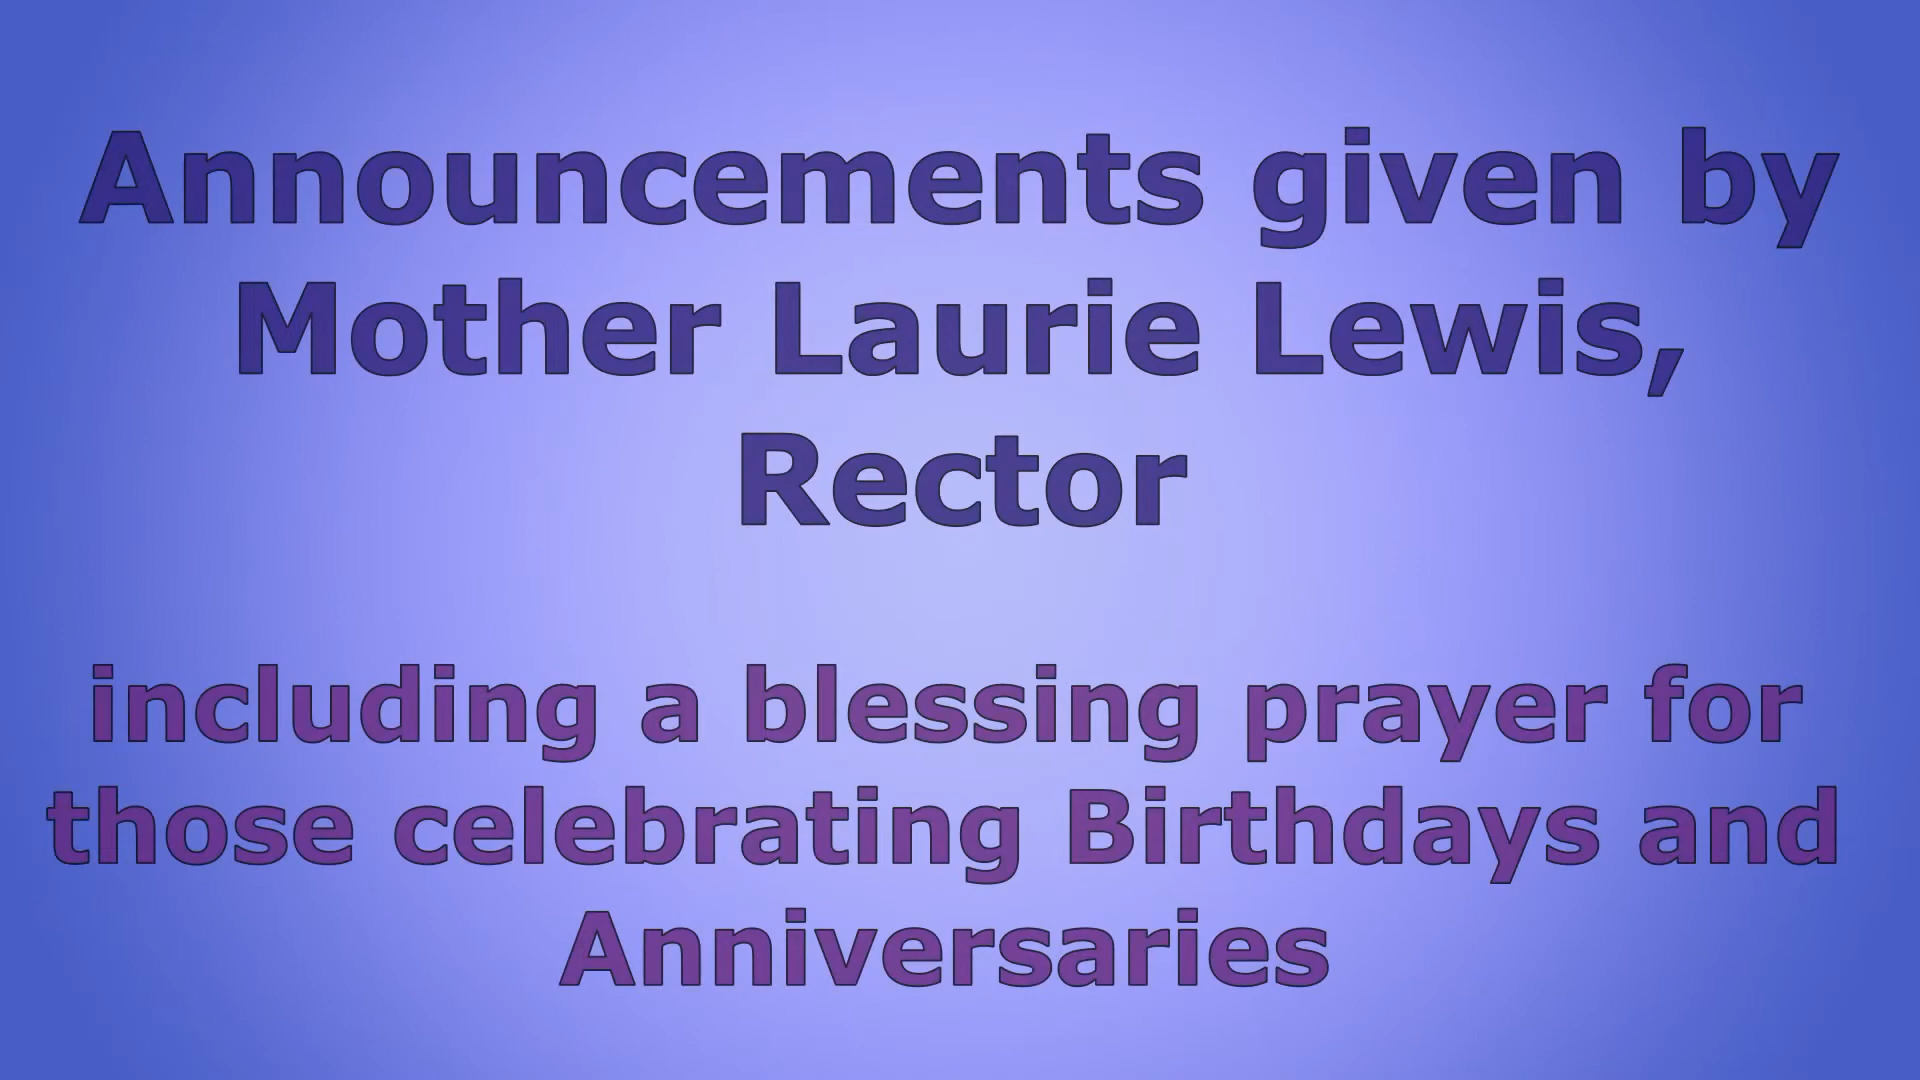 Announcements given by
Mother Laurie Lewis,
Rector
including a blessing prayer for
those celebrating Birthdays and
Anniversaries